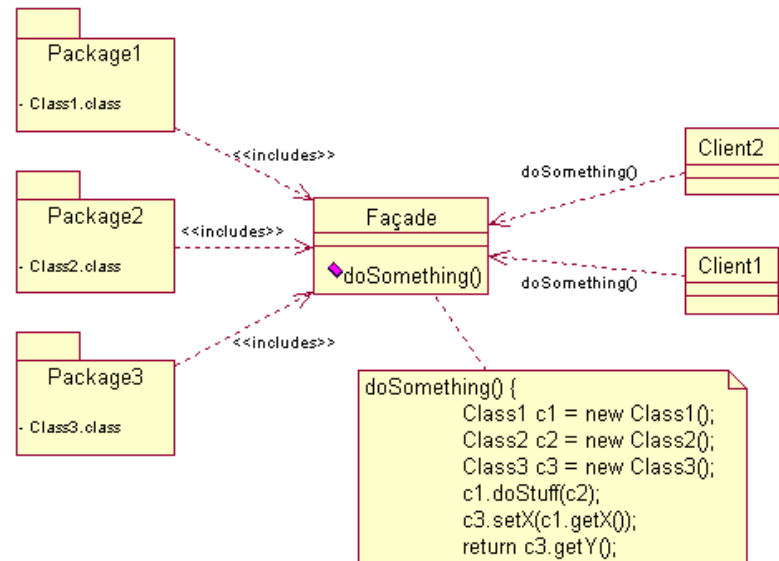 Package1
- Class1.class
<<includes>>
Package2
- Class2.class
<<includes>>
Package3
- Class3.class
<<includes>>
Façade
doSomething()
Client2
doSomething()
Client1
doSomething()
doSomething() {
Class1 c1 = new Class1();
Class2 c2 = new Class2();
Class3 c3 = new Class3();
c1.doStuff(c2);
c3.setX(c1.getX());
return c3.getY();